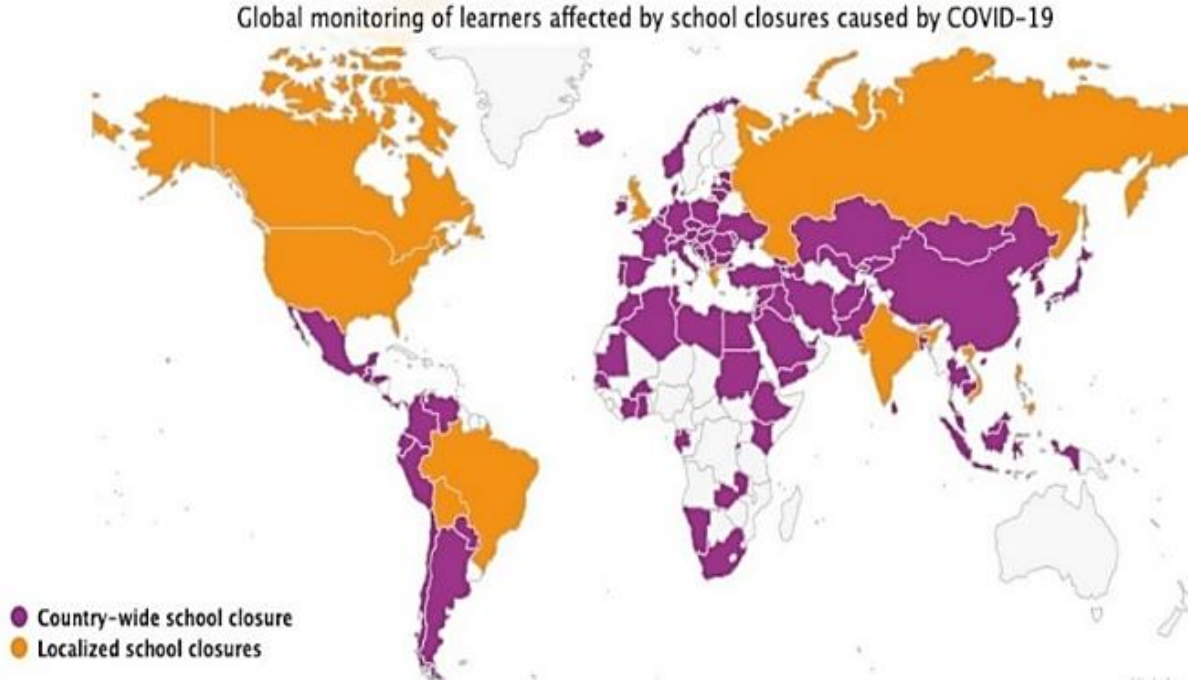 Global monitoring of learners affected by school closures caused by COVID-19
Country-wide school closure
Localized school closures